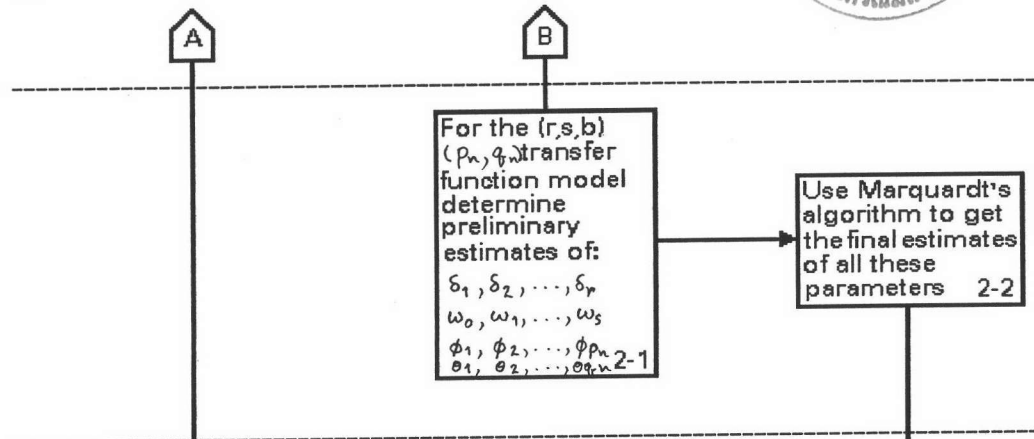 A
B
For the (r,s,b)
(pn, qn) transfer
function model
determine
preliminary
estimates of:
δ1, δ2, ..., δr
ω0, ω1, ..., ωs
ϕ1, ϕ2, ..., ϕpn
θ1, θ2, ..., θqn 2-1
Use Marquardt's
algorithm to get
the final estimates
of all these
parameters 2-2